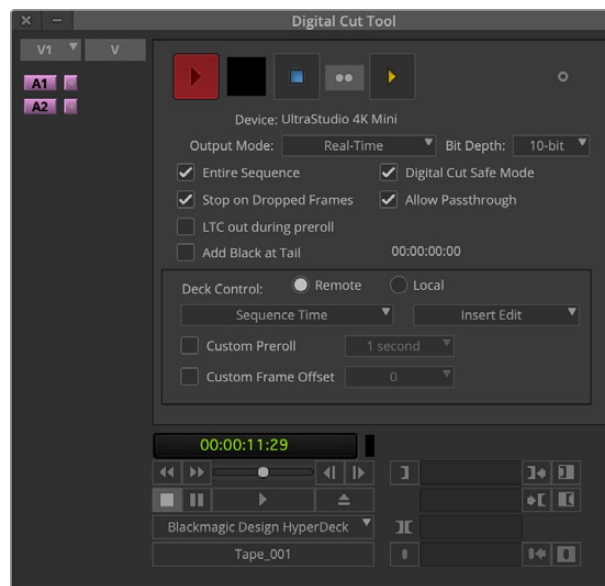 Digital Cut Tool
V1 V
A1
A2
Device: UltraStudio 4K Mini
Output Mode: Real-Time Bit Depth: 10-bit
Entire Sequence Digital Cut Safe Mode
Stop on Dropped Frames Allow Passthrough
LTC out during preroll
Add Black at Tail 00:00:00:00
Deck Control: Remote Local
Sequence Time Insert Edit
Custom Preroll 1 second
Custom Frame Offset 0
00:00:11:29
Blackmagic Design HyperDeck
Tape_001